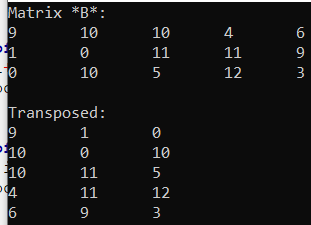 Matrix *B*:
9 10 10 4 6
1 0 11 11 9
0 10 5 12 3
Transposed:
9 1 0
10 0 10
10 11 5
4 11 12
6 9 3